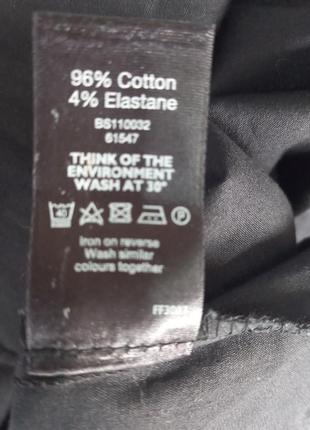 96% Cotton
4% Elastane
BS110032
61547
THINK OF THE
ENVIRONMENT
WASH AT 30°
40 P
Iron on reverse
Wash similar
colours together